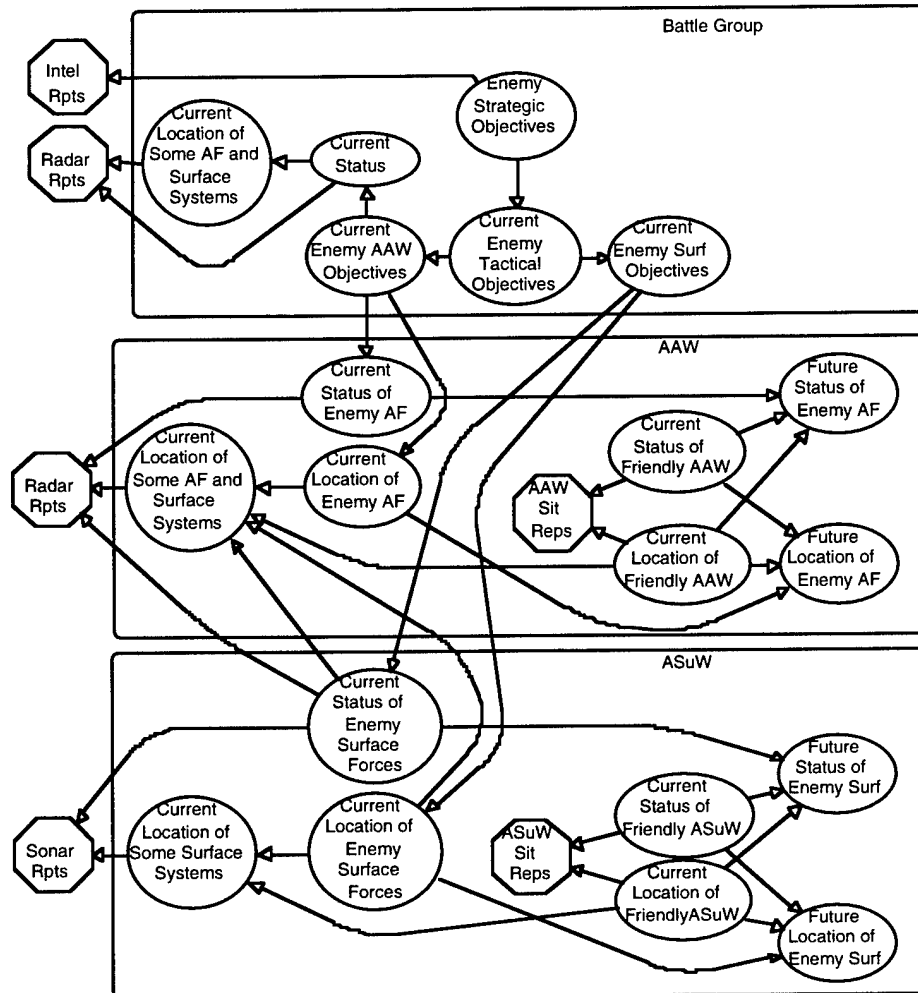 Battle Group
Intel
Rpts
Enemy
Strategic
Objectives
Current
Location of
Some AF and
Surface
Systems
Current
Status
Radar
Rpts
Current
Enemy AAW
Objectives
Current
Enemy
Tactical
Objectives
Current
Enemy Surf
Objectives
AAW
Current
Status of
Enemy AF
Future
Status of
Enemy AF
Current
Status of
Friendly AAW
Radar
Rpts
Current
Location of
Some AF and
Surface
Systems
Current
Location of
Enemy AF
AAW
Sit
Reps
Current
Location of
Friendly AAW
Future
Location of
Enemy AF
ASuW
Current
Status of
Enemy
Surface
Forces
Future
Status of
Enemy Surf
Current
Status of
Friendly ASuW
Sonar
Rpts
Current
Location of
Some Surface
Systems
Current
Location of
Enemy
Surface
Forces
ASuW
Sit
Reps
Current
Location of
FriendlyASuW
Future
Location of
Enemy Surf